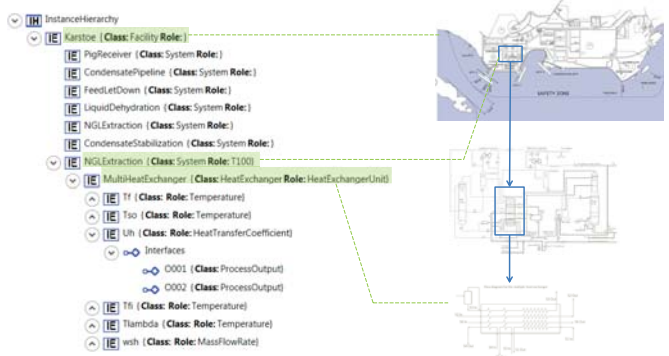 InstanceHierarchy
Karstoe {Class: Facility Role: }
PigReceiver {Class: System Role: }
CondensatePipeline {Class: System Role: }
FeedLetDown {Class: System Role: }
LiquidDehydration {Class: System Role: }
NGLExtraction {Class: System Role: }
CondensateStabilization {Class: System Role: }
NGLExtraction {Class: System Role: T100}
MultiHeatExchanger {Class: HeatExchanger Role: HeatExchangerUnit}
Tf {Class: Role: Temperature}
Tso {Class: Role: Temperature}
Uh {Class: Role: HeatTransferCoefficient}
Interfaces
O001 {Class: ProcessOutput}
O002 {Class: ProcessOutput}
Tfi {Class: Role: Temperature}
Tlambda {Class: Role: Temperature}
wsh {Class: Role: MassFlowRate}
SAFETY ZONE